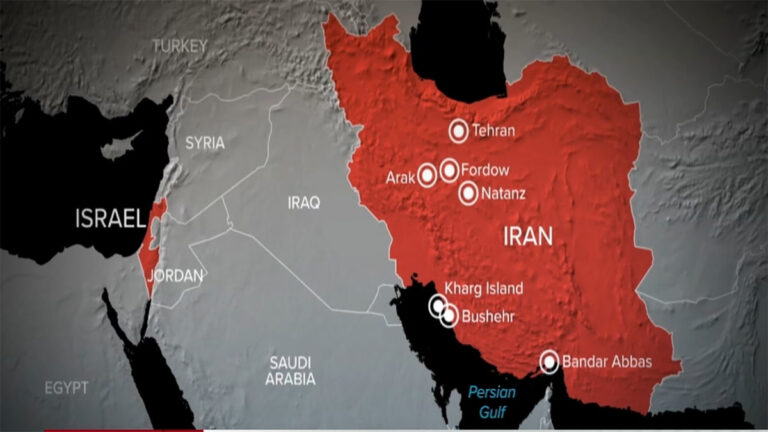 TURKEY
SYRIA
Tehran
Fordow
Arak
Natanz
IRAQ
ISRAEL
IRAN
JORDAN
Kharg Island
Bushehr
SAUDI
ARABIA
Bandar Abbas
EGYPT
Persian
Gulf